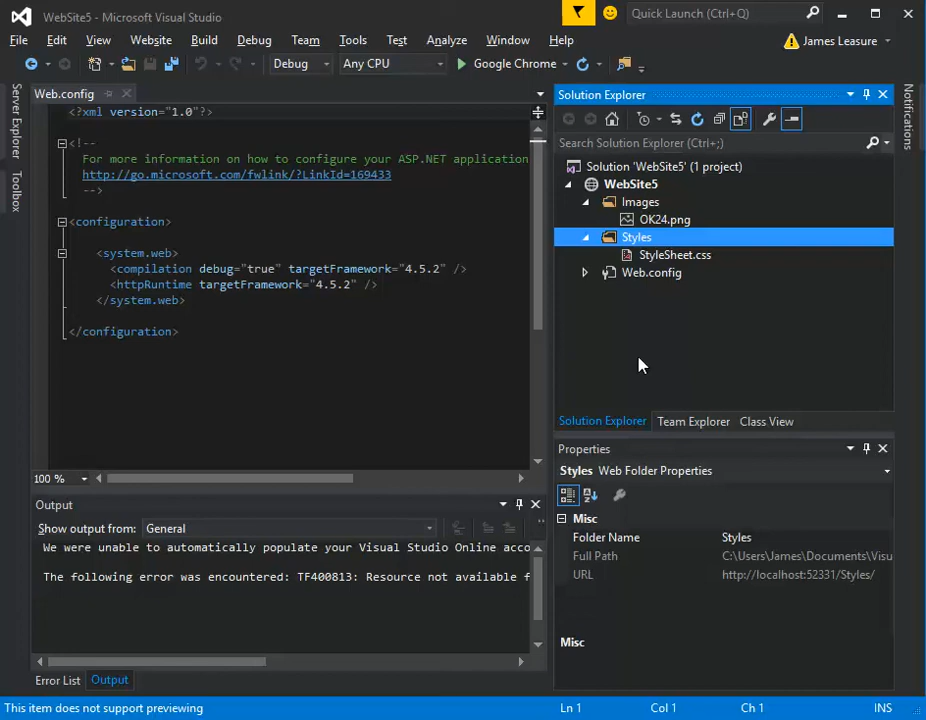 WebSite5 - Microsoft Visual Studio
Quick Launch (Ctrl+Q)
File Edit View Website Build Debug Team Tools Test Analyze Window Help
James Leasure
Debug Any CPU Google Chrome
Server Explorer
Toolbox
Web.config
<?xml version="1.0"?>
<!--
For more information on how to configure your ASP.NET application
http://go.microsoft.com/fwlink/?LinkId=169433
-->
<configuration>
<system.web>
<compilation debug="true" targetFramework="4.5.2" />
<httpRuntime targetFramework="4.5.2" />
</system.web>
</configuration>
100 %
Output
Show output from: General
We were unable to automatically populate your Visual Studio Online acco
The following error was encountered: TF400813: Resource not available f
Error List Output
Solution Explorer
Search Solution Explorer (Ctrl+;)
Solution 'WebSite5' (1 project)
WebSite5
Images
OK24.png
Styles
StyleSheet.css
Web.config
Solution Explorer Team Explorer Class View
Properties
Styles Web Folder Properties
Misc
Folder Name Styles
Full Path C:\Users\James\Documents\Visu
URL http://localhost:52331/Styles/
Misc
Notifications
This item does not support previewing Ln 1 Col 1 Ch 1 INS